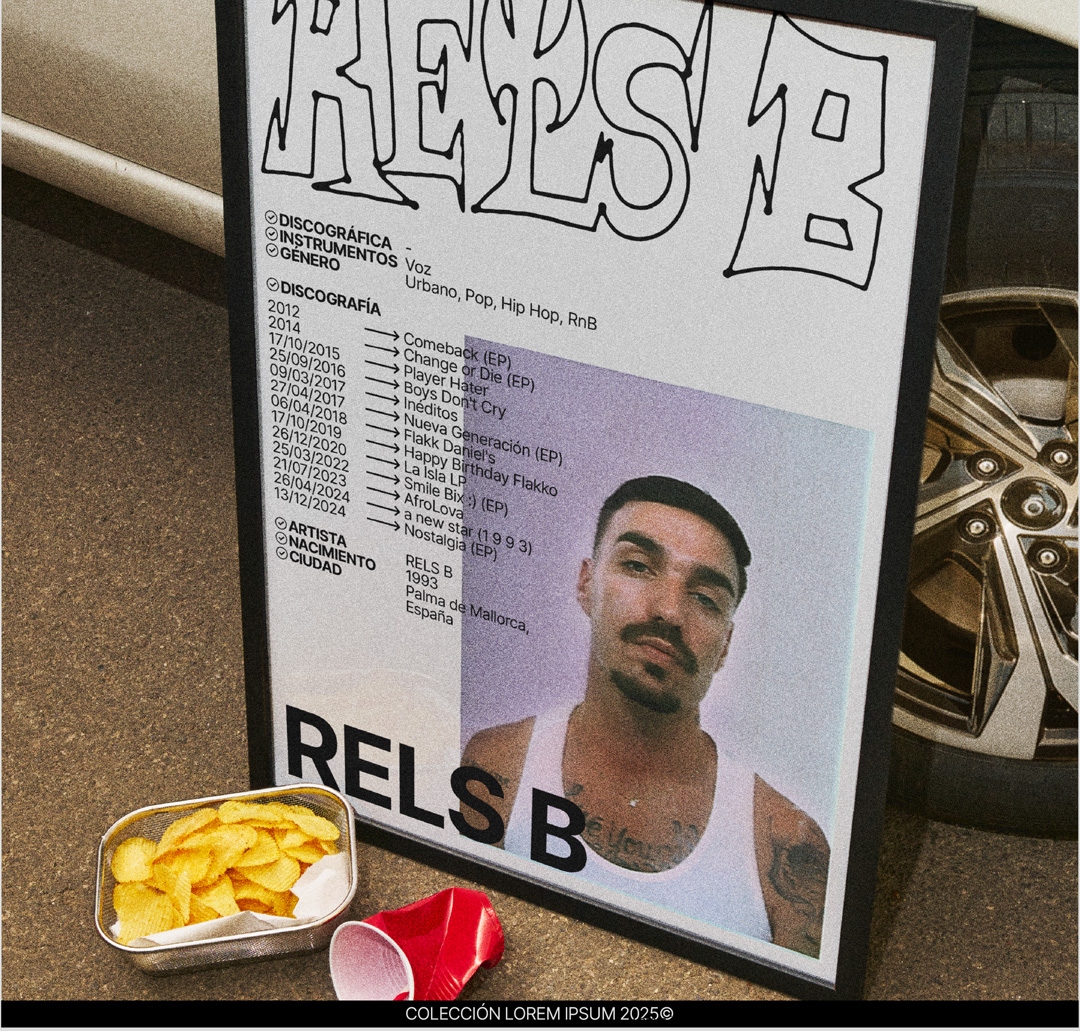 RELS B
DISCOGRÁFICA -
INSTRUMENTOS Voz
GÉNERO Urbano, Pop, Hip Hop, RnB
DISCOGRAFÍA
2012 Comeback (EP)
2014 Change or Die (EP)
17/10/2015 Player Hater
25/09/2016 Boys Don't Cry
09/03/2017 Inéditos
27/04/2017 Nueva Generación (EP)
06/04/2018 Flakk Daniel's
17/10/2019 Happy Birthday Flakko
26/12/2020 La Isla LP
25/03/2022 Smile Bix :) (EP)
21/07/2023 AfroLova
26/04/2024 a new star (1 9 9 3)
13/12/2024 Nostalgia (EP)
ARTISTA RELS B
NACIMIENTO 1993
CIUDAD Palma de Mallorca,
España
RELS B
COLECCIÓN LOREM IPSUM 2025©